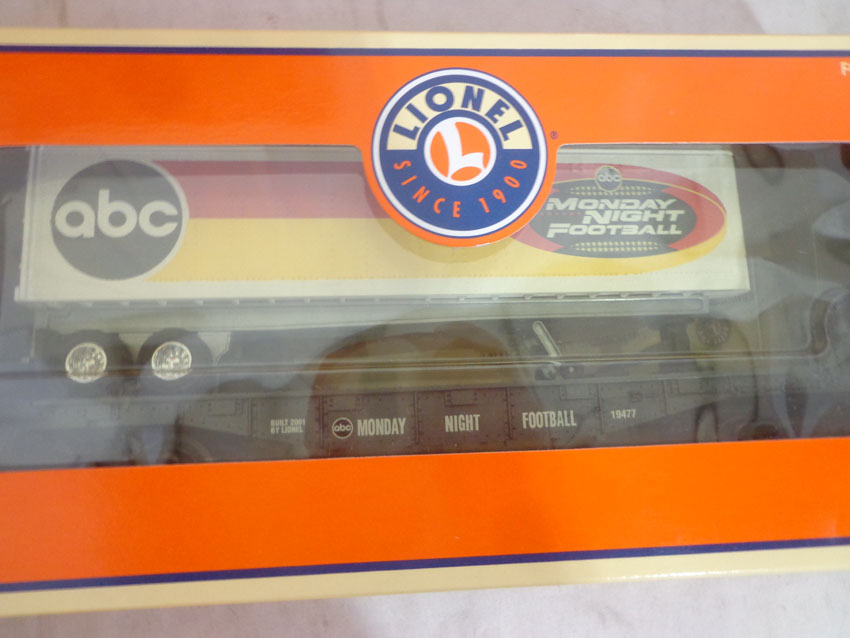 LIONEL
L
SINCE 1900
®
abc
abc
MONDAY
NIGHT
FOOTBALL
BUILT 2001
BY LIONEL
abc MONDAY NIGHT FOOTBALL 19477